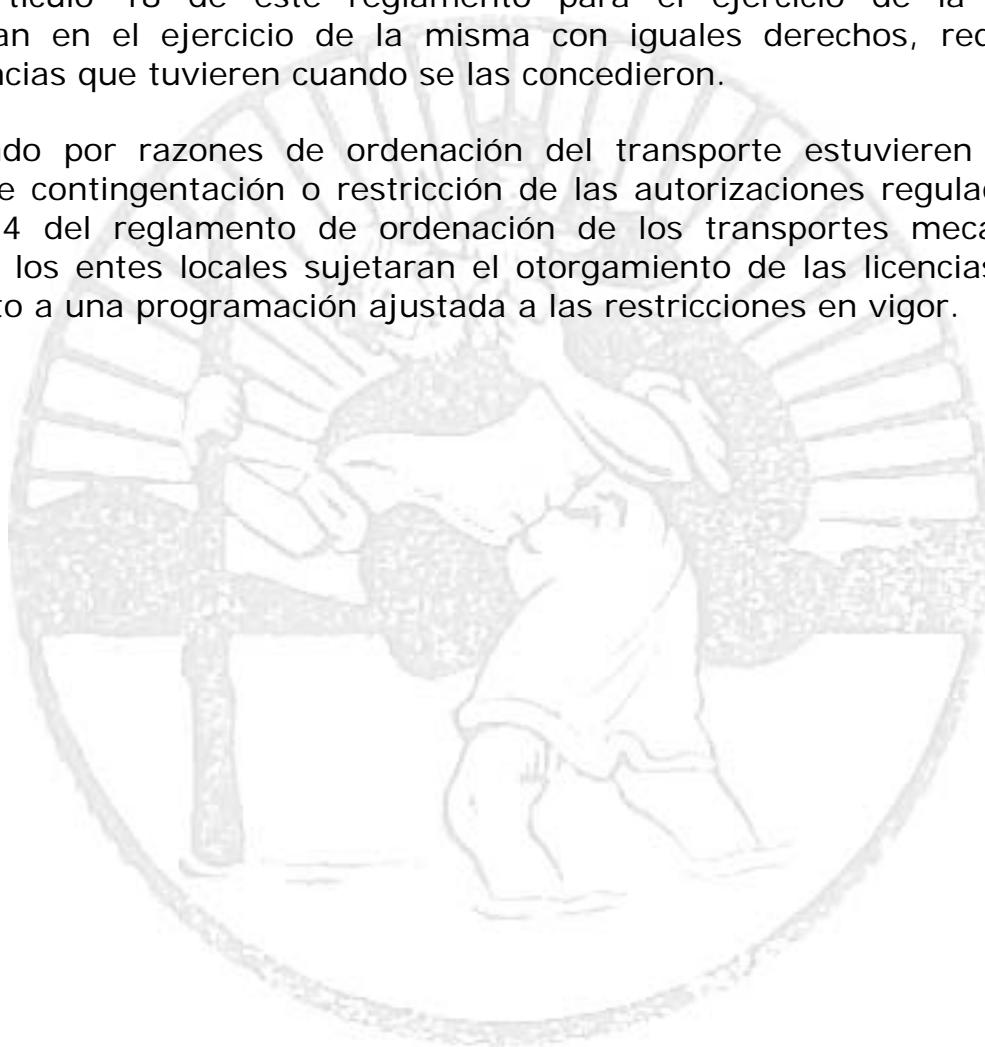 tículo 18 de este reglamento para el ejercicio de la
an en el ejercicio de la misma con iguales derechos, rec
ncias que tuvieren cuando se las concedieron.
do por razones de ordenación del transporte estuvieren
e contingentación o restricción de las autorizaciones regulad
4 del reglamento de ordenación de los transportes meca
los entes locales sujetaran el otorgamiento de las licencias
to a una programación ajustada a las restricciones en vigor.